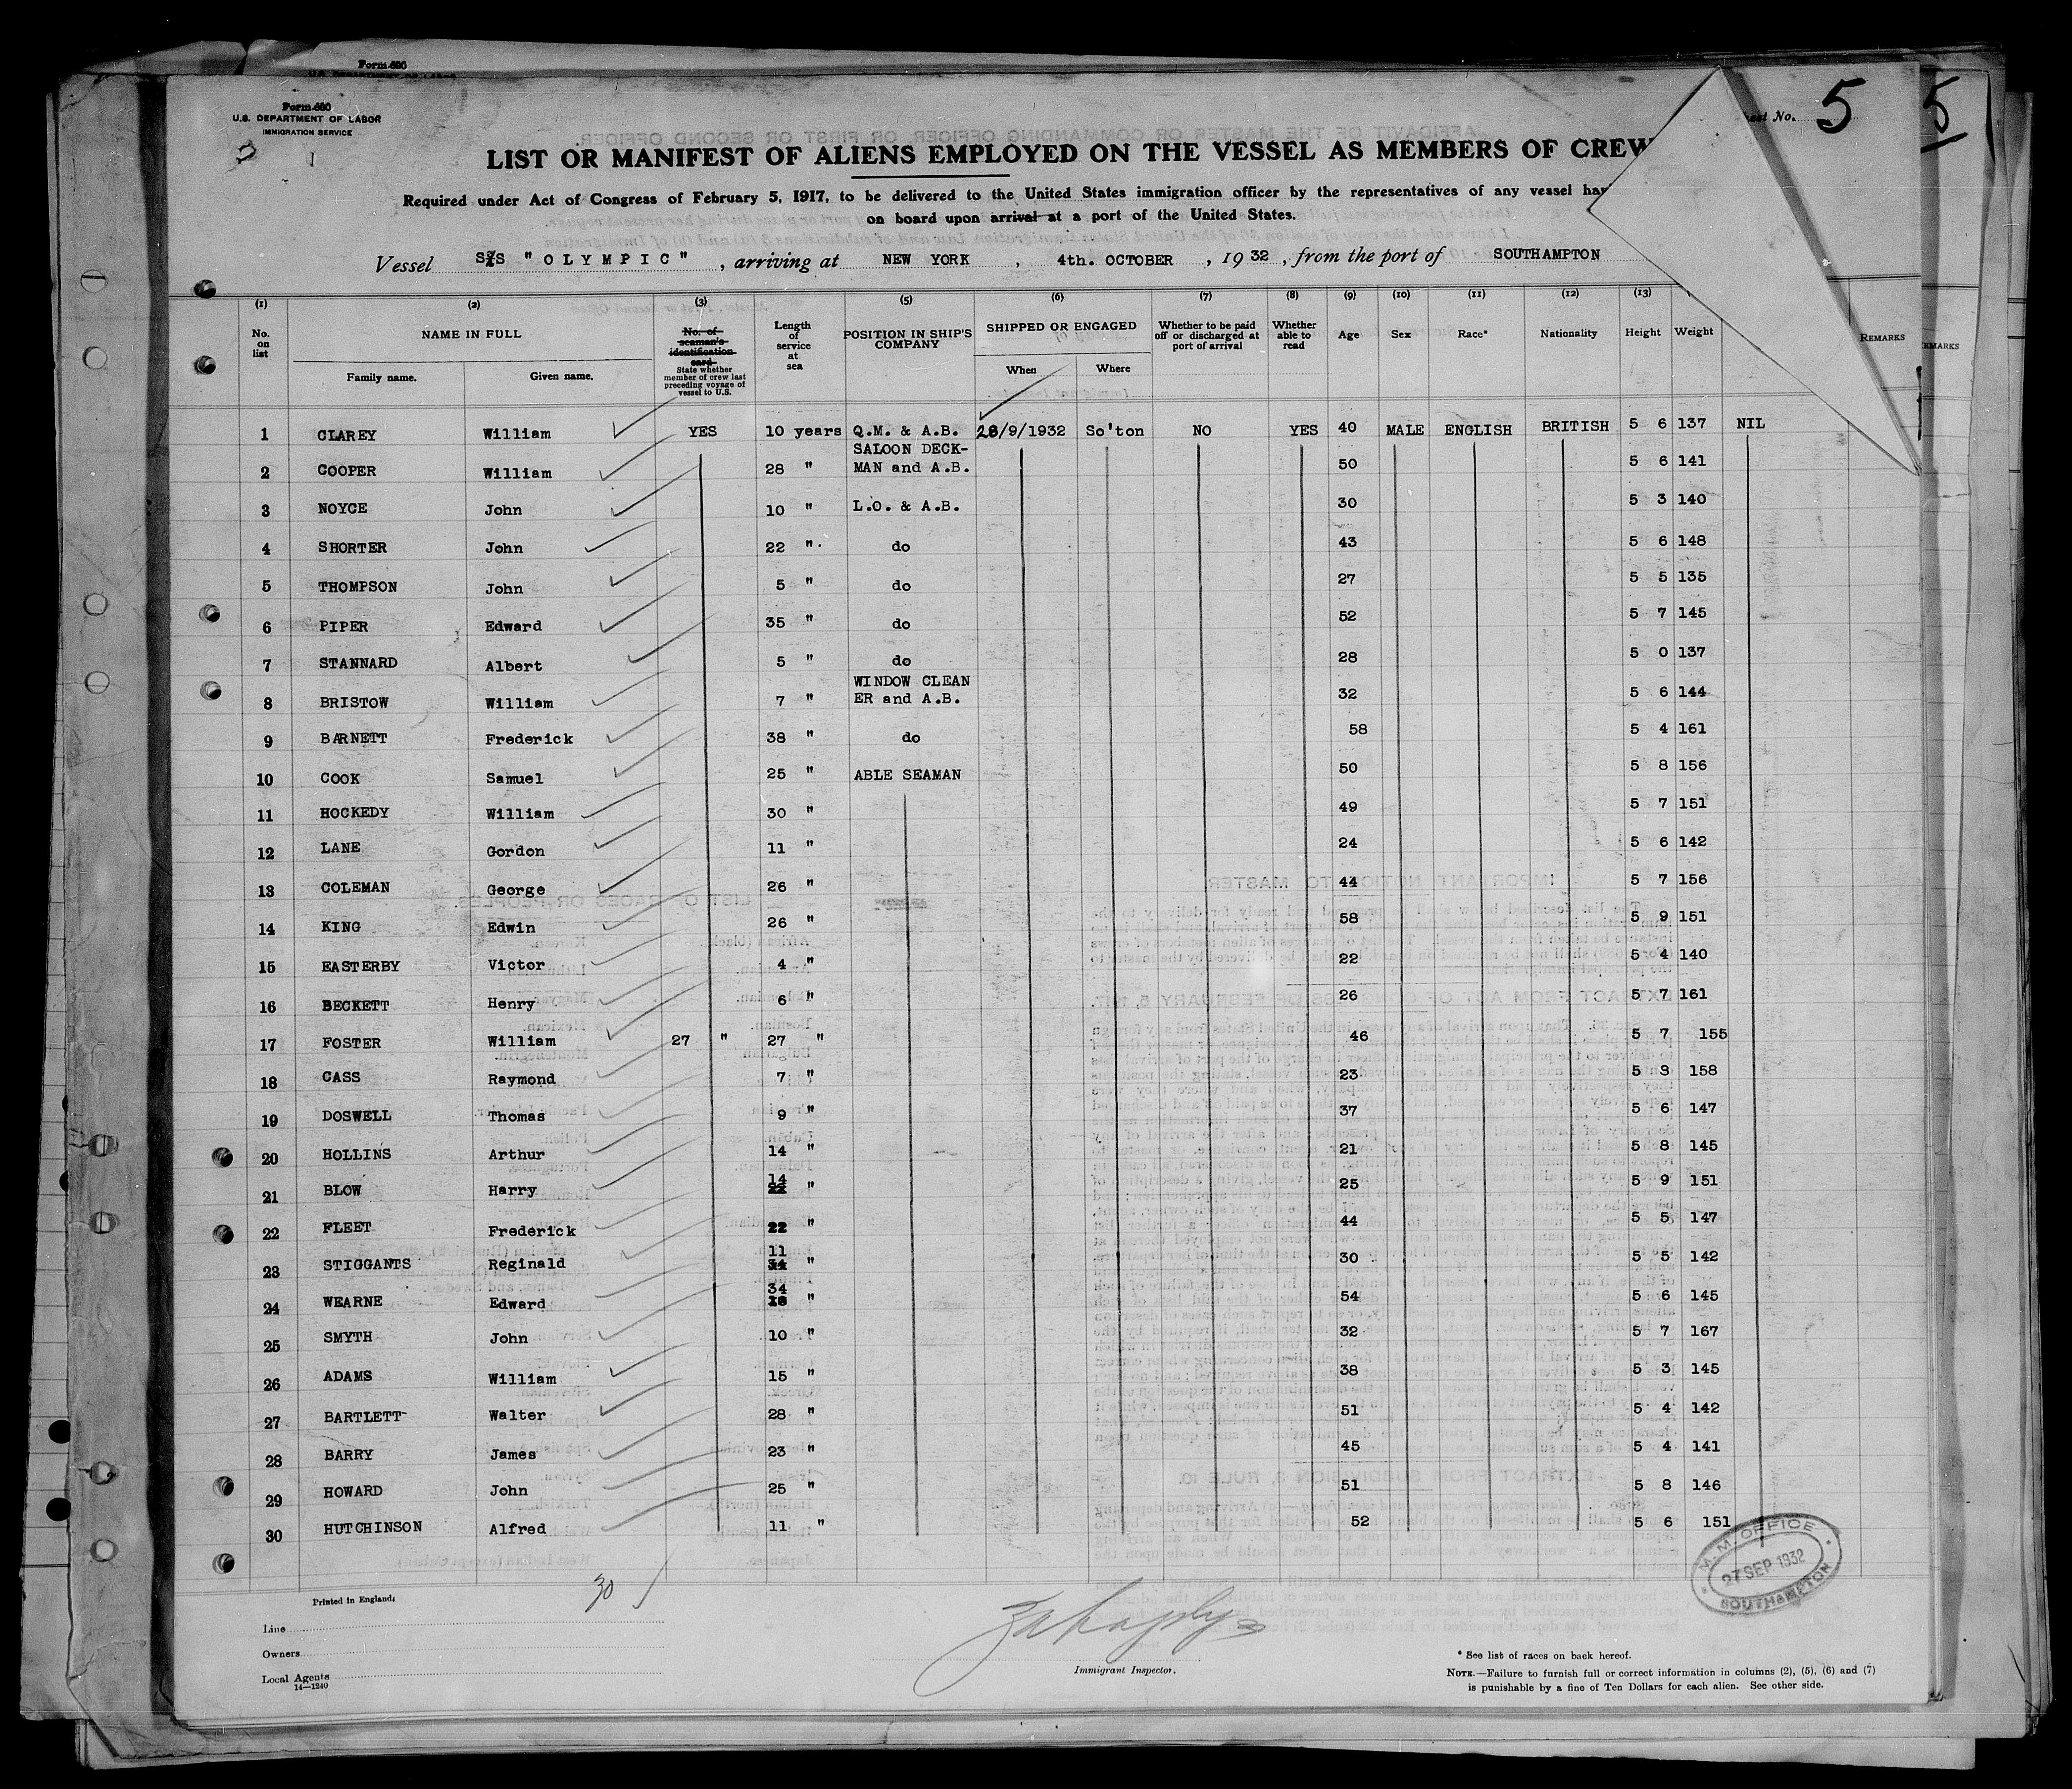 Form 680
Form 680
U.S. DEPARTMENT OF LABOR
IMMIGRATION SERVICE
No. 5
5
LIST OR MANIFEST OF ALIENS EMPLOYED ON THE VESSEL AS MEMBERS OF CREW
Required under Act of Congress of February 5, 1917, to be delivered to the United States immigration officer by the representatives of any vessel
on board upon arrival at a port of the United States.
Vessel S/S "OLYMPIC", arriving at NEW YORK, 4th. OCTOBER, 1932, from the port of SOUTHAMPTON
(1) (2) (3) (5) (6) (7) (8) (9) (10) (11) (12) (13)
No. on list NAME IN FULL No. of seaman's identification card State whether member of crew last preceding voyage of vessel to U.S. Length of service at sea POSITION IN SHIP'S COMPANY SHIPPED OR ENGAGED Whether to be paid off or discharged at port of arrival Whether able to read Age Sex Race* Nationality Height Weight REMARKS
Family name. Given name. When Where
1 CLAREY William YES 10 years Q.M. & A.B. 28/9/1932 So'ton NO YES 40 MALE ENGLISH BRITISH 5 6 137 NIL
2 COOPER William 28 " SALOON DECK-MAN and A.B. 50 5 6 141
3 NOYCE John 10 " L.O. & A.B. 30 5 3 140
4 SHORTER John 22 " do 43 5 6 148
5 THOMPSON John 5 " do 27 5 5 135
6 PIPER Edward 35 " do 52 5 7 145
7 STANNARD Albert 5 " do 28 5 0 137
8 BRISTOW William 7 " WINDOW CLEANER and A.B. 32 5 6 144
9 BARNETT Frederick 38 " do 58 5 4 161
10 COOK Samuel 25 " ABLE SEAMAN 50 5 8 156
11 HOCKEDY William 30 " 49 5 7 151
12 LANE Gordon 11 " 24 5 6 142
13 COLEMAN George 26 " 44 5 7 156
14 KING Edwin 26 " 58 5 9 151
15 EASTERBY Victor 4 " 22 5 4 140
16 BECKETT Henry 6 " 26 5 7 161
17 FOSTER William 27 " 27 " 46 5 7 155
18 CASS Raymond 7 " 23 5 8 158
19 DOSWELL Thomas 9 " 37 5 6 147
20 HOLLINS Arthur 14 " 21 5 8 145
21 BLOW Harry 14 22 " 25 5 9 151
22 FLEET Frederick 22 " 44 5 5 147
23 STIGGANTS Reginald 11 34 " 30 5 5 142
24 WEARNE Edward 34 " 54 5 6 145
25 SMYTH John 10 " 32 5 7 167
26 ADAMS William 15 " 38 5 3 145
27 BARTLETT Walter 28 " 51 5 4 142
28 BARRY James 23 " 45 5 4 141
29 HOWARD John 25 " 51 5 8 146
30 HUTCHINSON Alfred 11 " 52 5 6 151
M.M. OFFICE
27 SEP 1932
SOUTHAMPTON
30
Printed in England:
Line
Owners
Local Agents
14—1240
Immigrant Inspector.
* See list of races on back hereof.
NOTE.—Failure to furnish full or correct information in columns (2), (5), (6) and (7)
is punishable by a fine of Ten Dollars for each alien. See other side.